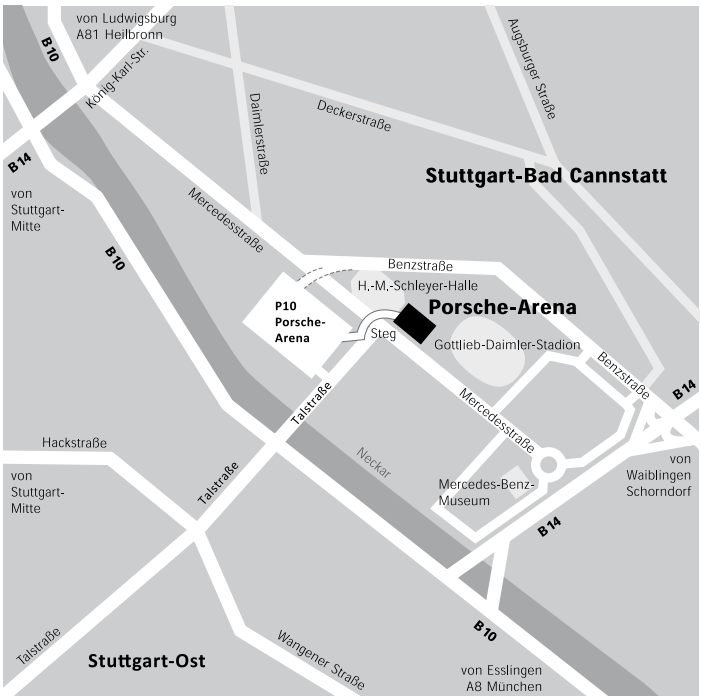 von Ludwigsburg
A81 Heilbronn
B 10
König-Karl-Str.
Augsburger Straße
Daimlerstraße
Deckerstraße
B 14
Stuttgart-Bad Cannstatt
von
Stuttgart-
Mitte
Mercedesstraße
B 10
Benzstraße
H.-M.-Schleyer-Halle
P10
Porsche-
Arena
Porsche-Arena
Steg
Gottlieb-Daimler-Stadion
Benzstraße
B 14
Talstraße
Mercedesstraße
Hackstraße
von
Stuttgart-
Mitte
Talstraße
Neckar
von
Waiblingen
Schorndorf
Mercedes-Benz-
Museum
B 14
Talstraße
Stuttgart-Ost
Wangener Straße
B 10
von Esslingen
A8 München